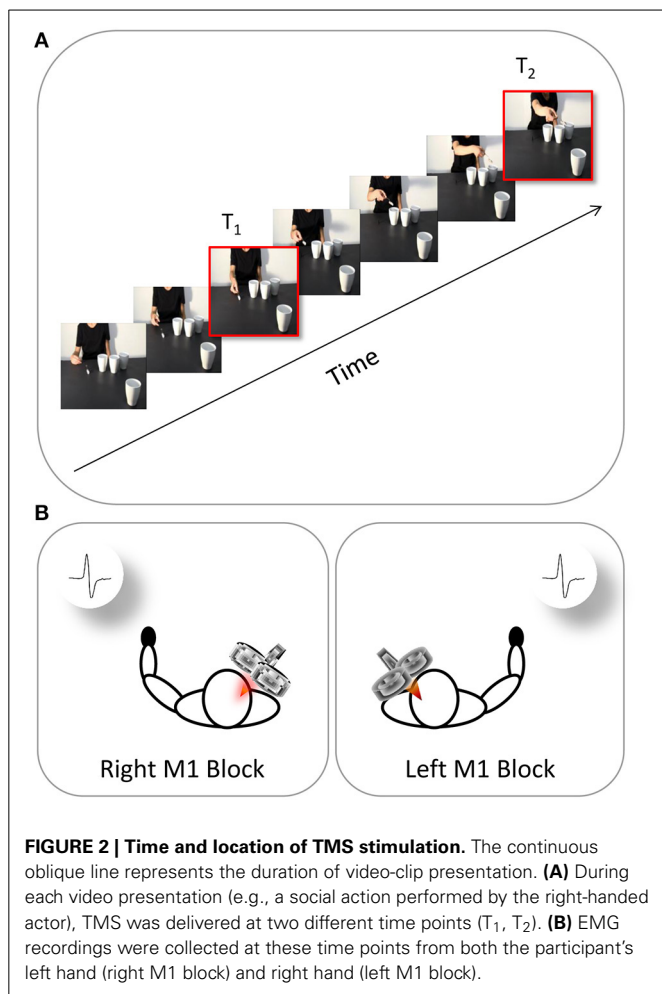 A
T₂
T₁
Time
B
Right M1 Block
Left M1 Block
FIGURE 2 | Time and location of TMS stimulation. The continuous
oblique line represents the duration of video-clip presentation. (A) During
each video presentation (e.g., a social action performed by the right-handed
actor), TMS was delivered at two different time points (T₁, T₂). (B) EMG
recordings were collected at these time points from both the participant's
left hand (right M1 block) and right hand (left M1 block).